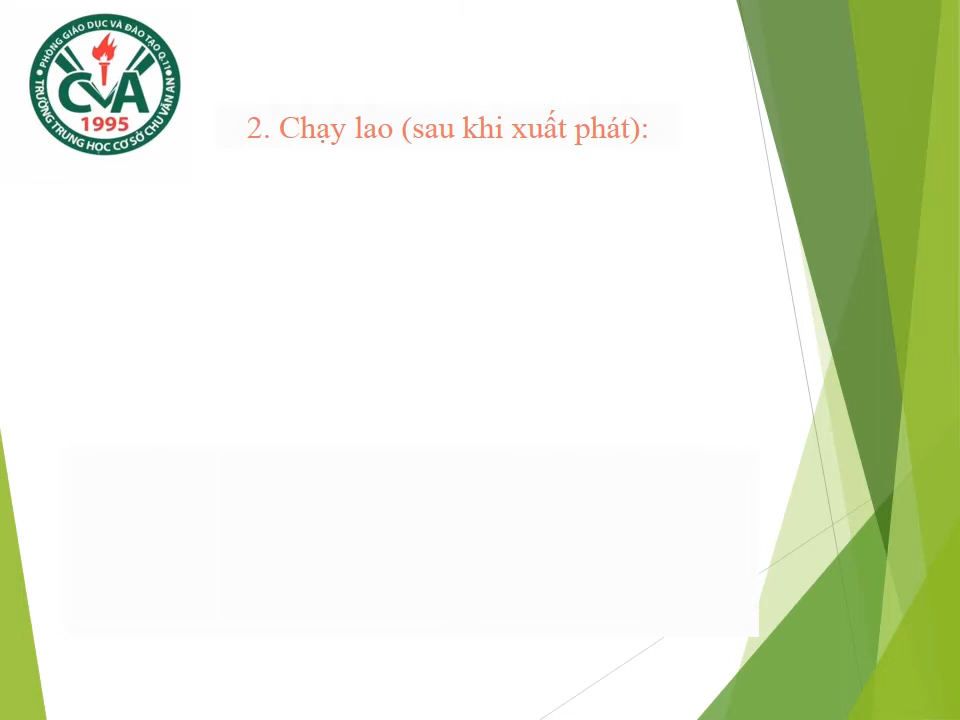 PHÒNG GIÁO DỤC VÀ ĐÀO TẠO Q.11
CVA
1995
TRƯỜNG TRUNG HỌC CƠ SỞ CHU VĂN AN
2. Chạy lao (sau khi xuất phát):